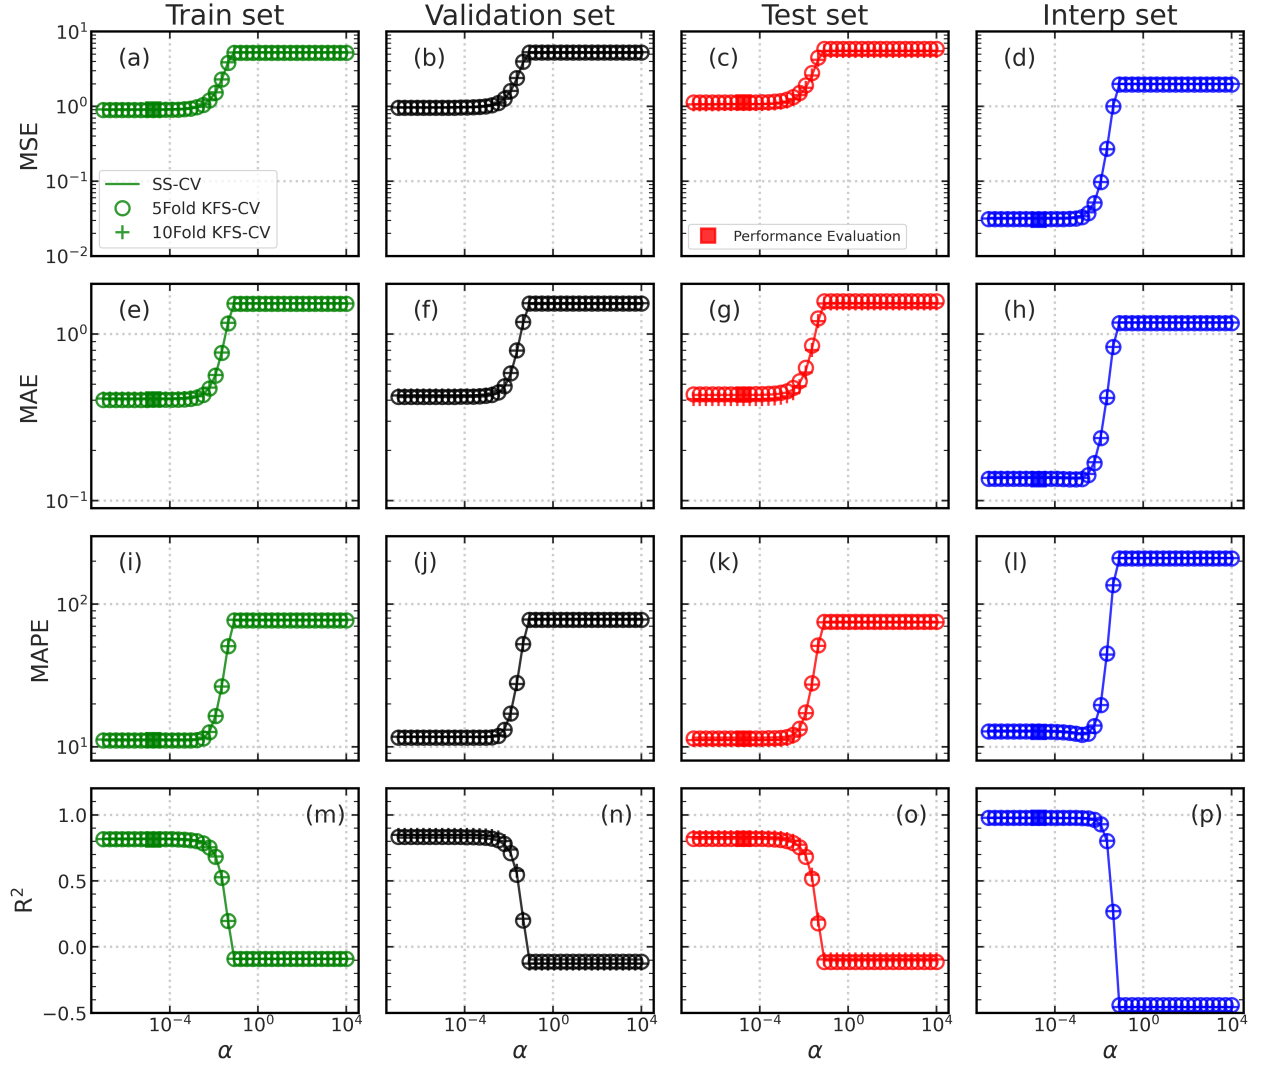 Train set Validation set Test set Interp set
(a) (b) (c) (d)
10^1
10^0
10^−1
10^−2
MSE
SS-CV
5Fold KFS-CV
10Fold KFS-CV
Performance Evaluation
(e) (f) (g) (h)
10^0
10^−1
MAE
(i) (j) (k) (l)
10^2
10^1
MAPE
(m) (n) (o) (p)
1.0
0.5
0.0
−0.5
R^2
10^−4 10^0 10^4 10^−4 10^0 10^4 10^−4 10^0 10^4 10^−4 10^0 10^4
α α α α